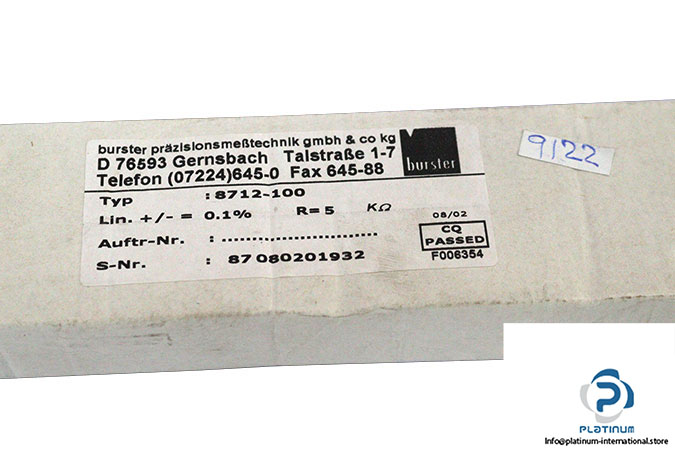 burster präzisionsmeßtechnik gmbh & co kg
D 76593 Gernsbach Talstraße 1-7
Telefon (07224)645-0 Fax 645-88
burster
Typ : 8712-100
Lin. +/- = 0.1% R= 5 KΩ
Auftr-Nr. : ..............................
S-Nr. : 87 080201932
08/02
CQ
PASSED
F006354
9122
PLATINUM
Info@platinum-international.store